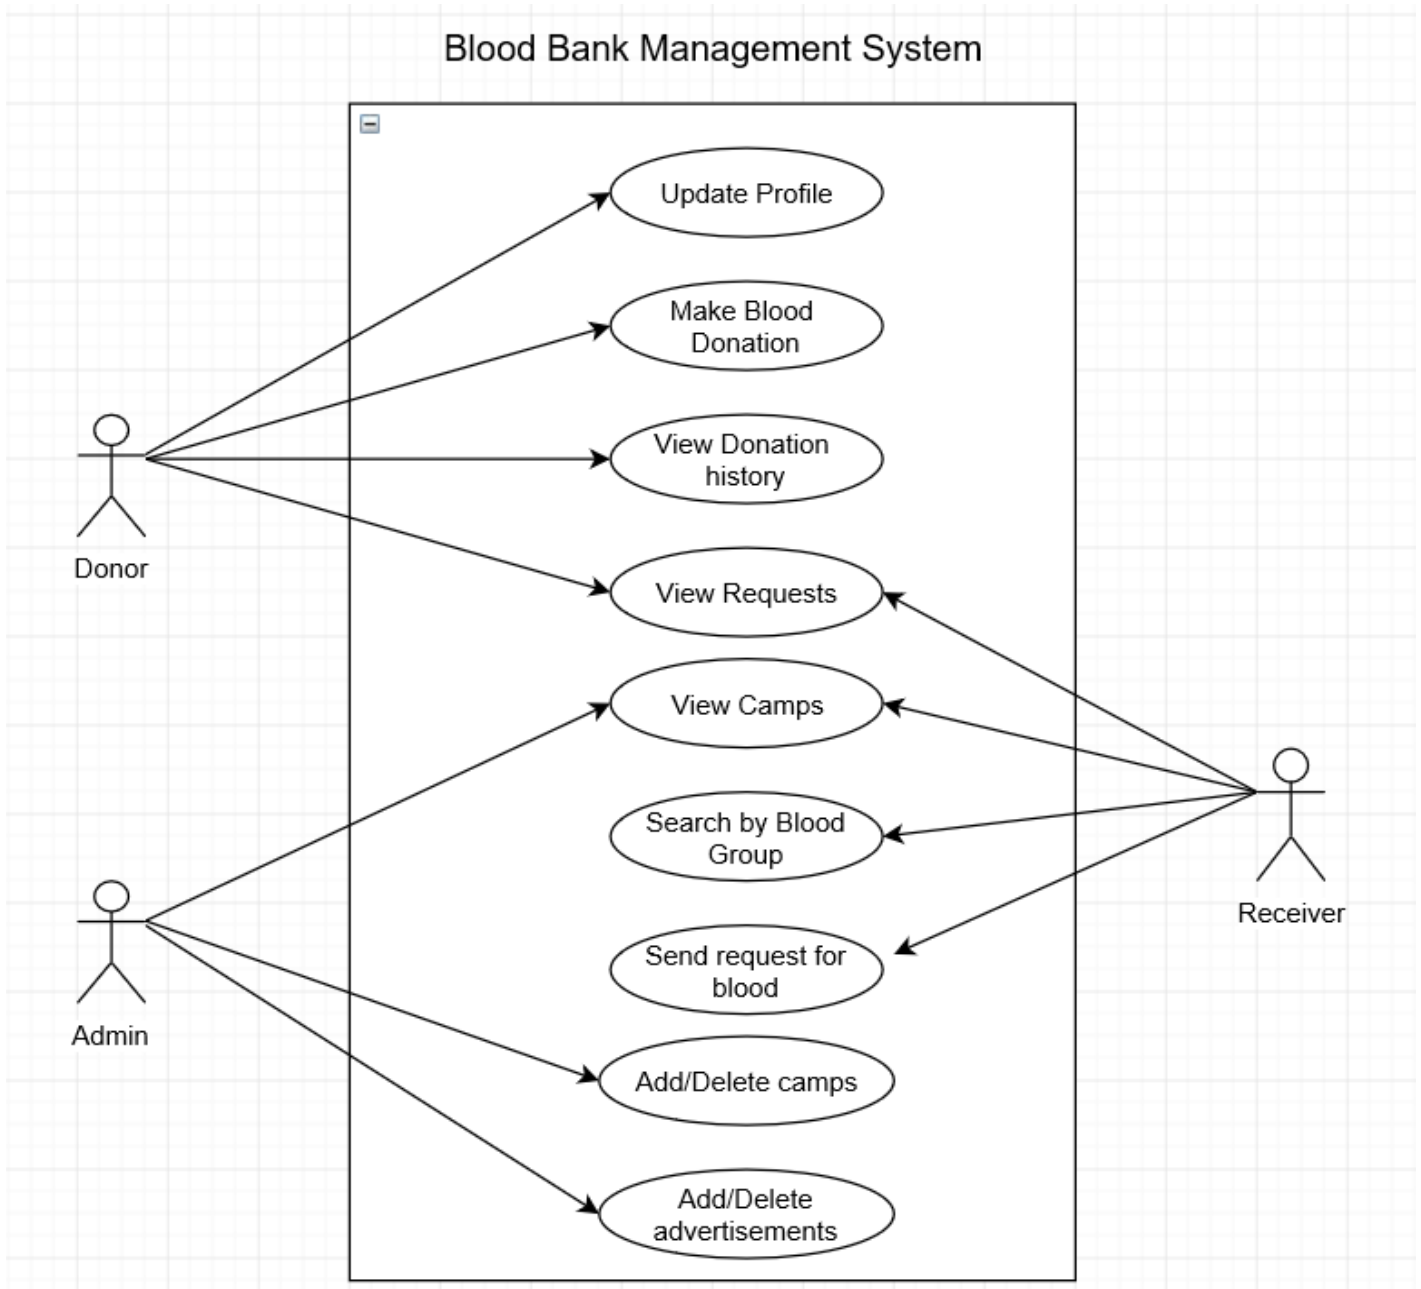 Blood Bank Management System
Update Profile
Make Blood
Donation
View Donation
history
Donor
View Requests
View Camps
Search by Blood
Group
Receiver
Send request for
blood
Admin
Add/Delete camps
Add/Delete
advertisements